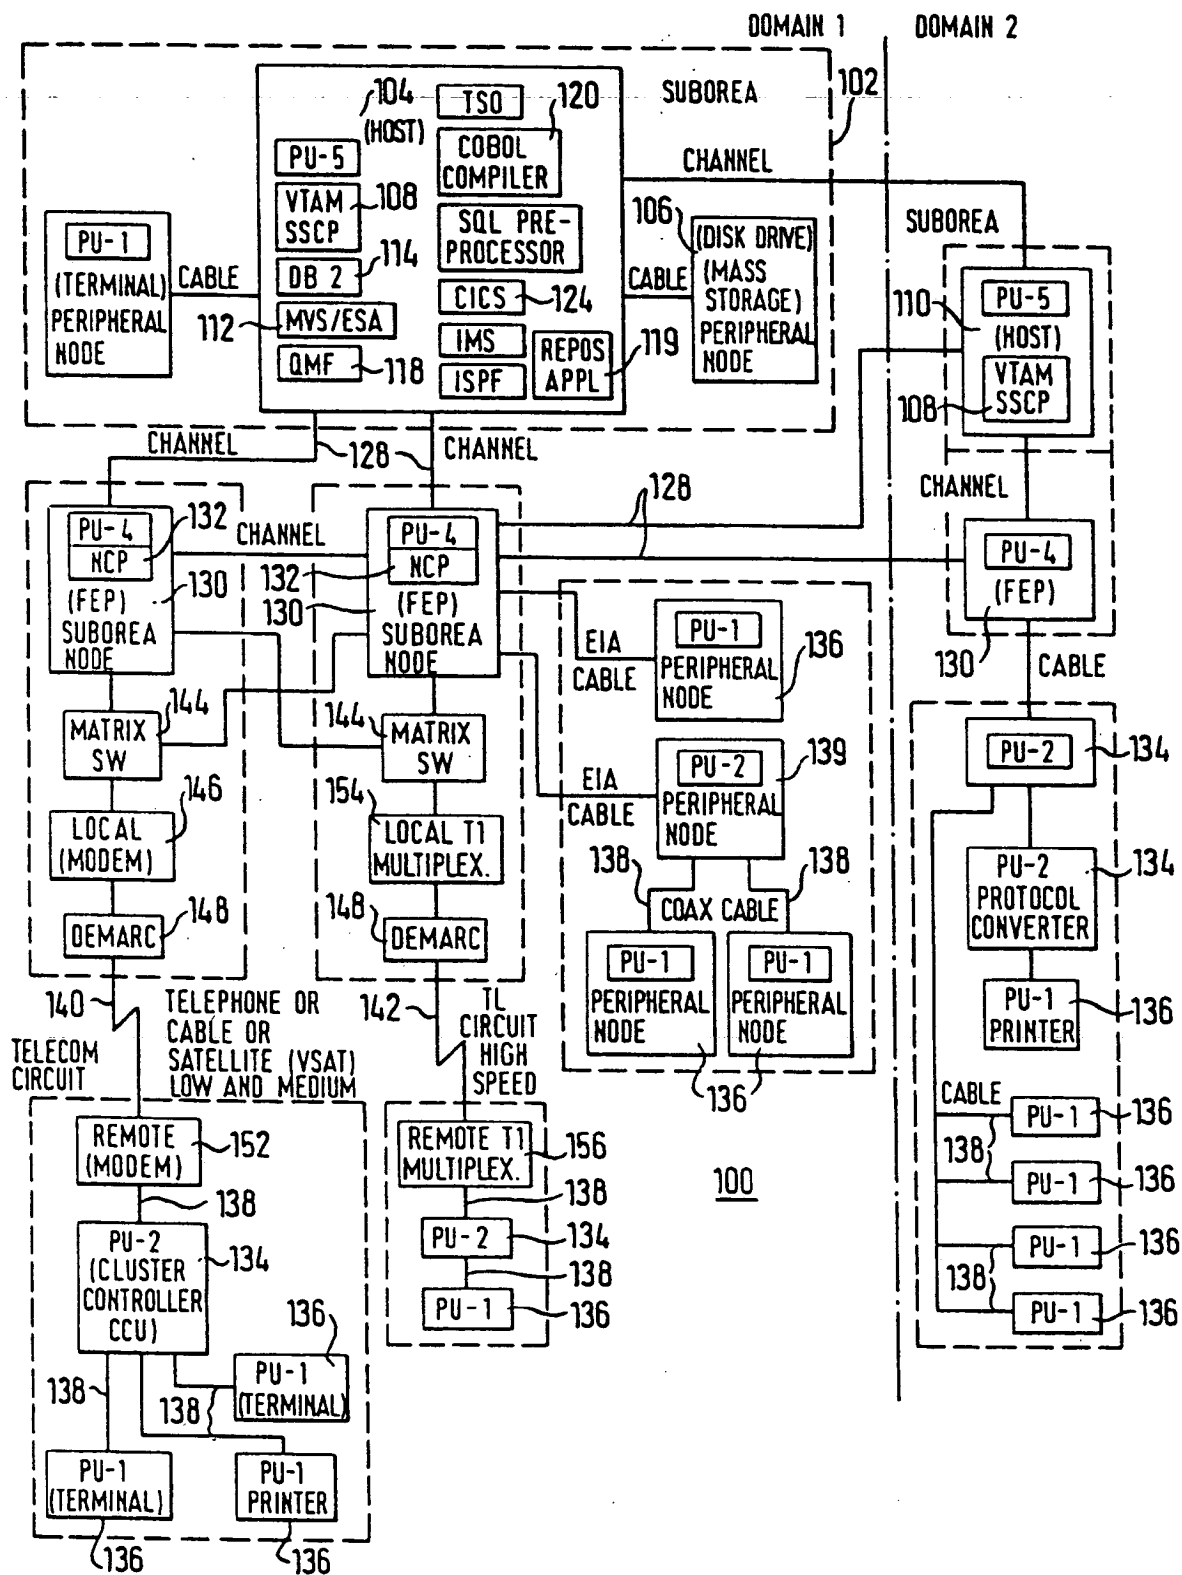 DOMAIN 1
DOMAIN 2
102
104
(HOST)
TSO
120
SUBOREA
COBOL
COMPILER
PU-5
CHANNEL
VTAM
SSCP
108
SQL PRE-
PROCESSOR
106
(DISK DRIVE)
(MASS
STORAGE)
PERIPHERAL
NODE
SUBOREA
PU-1
(TERMINAL)
PERIPHERAL
NODE
CABLE
DB 2
114
CABLE
CICS
124
MVS/ESA
112
IMS
REPOS
APPL
119
QMF
118
ISPF
110
PU-5
(HOST)
VTAM
SSCP
108
CHANNEL
128
CHANNEL
CHANNEL
128
PU-4
NCP
132
CHANNEL
(FEP)
130
SUBOREA
NODE
PU-4
NCP
132
130
(FEP)
SUBOREA
NODE
PU-4
(FEP)
130
CABLE
EIA
CABLE
PU-1
PERIPHERAL
NODE
136
144
MATRIX
SW
144
MATRIX
SW
EIA
CABLE
PU-2
PERIPHERAL
NODE
139
PU-2
134
146
LOCAL
(MODEM)
154
LOCAL T1
MULTIPLEX.
138
138
COAX CABLE
PU-2
PROTOCOL
CONVERTER
134
DEMARC
148
148
DEMARC
PU-1
PERIPHERAL
NODE
PU-1
PERIPHERAL
NODE
136
PU-1
PRINTER
136
140
TELEPHONE OR
CABLE OR
SATELLITE (VSAT)
LOW AND MEDIUM
TELECOM
CIRCUIT
142
TL
CIRCUIT
HIGH
SPEED
CABLE
PU-1
136
138
PU-1
136
PU-1
136
138
PU-1
136
REMOTE
(MODEM)
152
REMOTE T1
MULTIPLEX.
156
100
138
138
PU-2
(CLUSTER
CONTROLLER
CCU)
134
PU-2
134
138
PU-1
136
136
138
138
PU-1
(TERMINAL)
PU-1
(TERMINAL)
PU-1
PRINTER
136
136